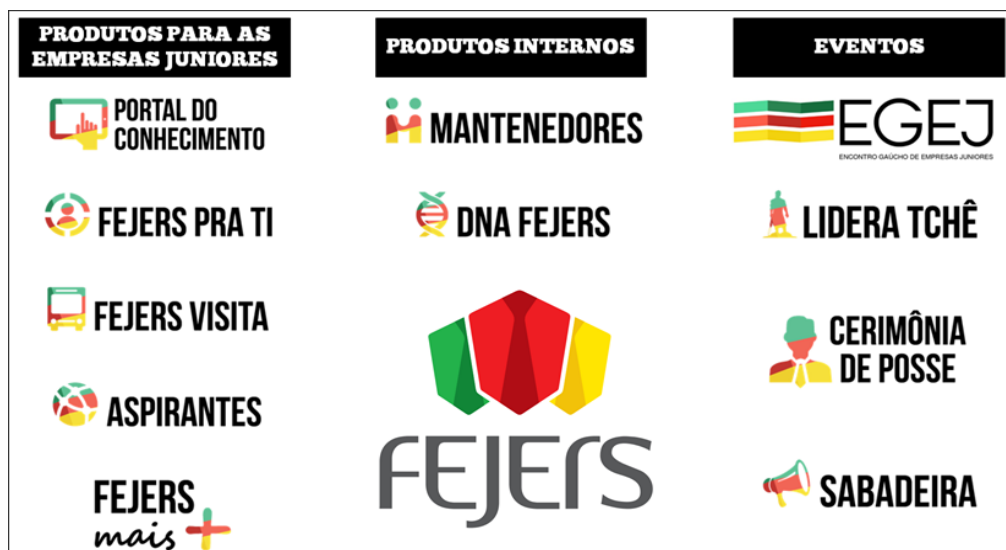 PRODUTOS PARA AS
EMPRESAS JUNIORES
PORTAL DO
CONHECIMENTO
FEJERS PRA TI
FEJERS VISITA
ASPIRANTES
FEJERS
mais
PRODUTOS INTERNOS
MANTENEDORES
DNA FEJERS
FEJERS
EVENTOS
EGEJ
ENCONTRO GAÚCHO DE EMPRESAS JUNIORES
LIDERA TCHÊ
CERIMÔNIA
DE POSSE
SABADEIRA